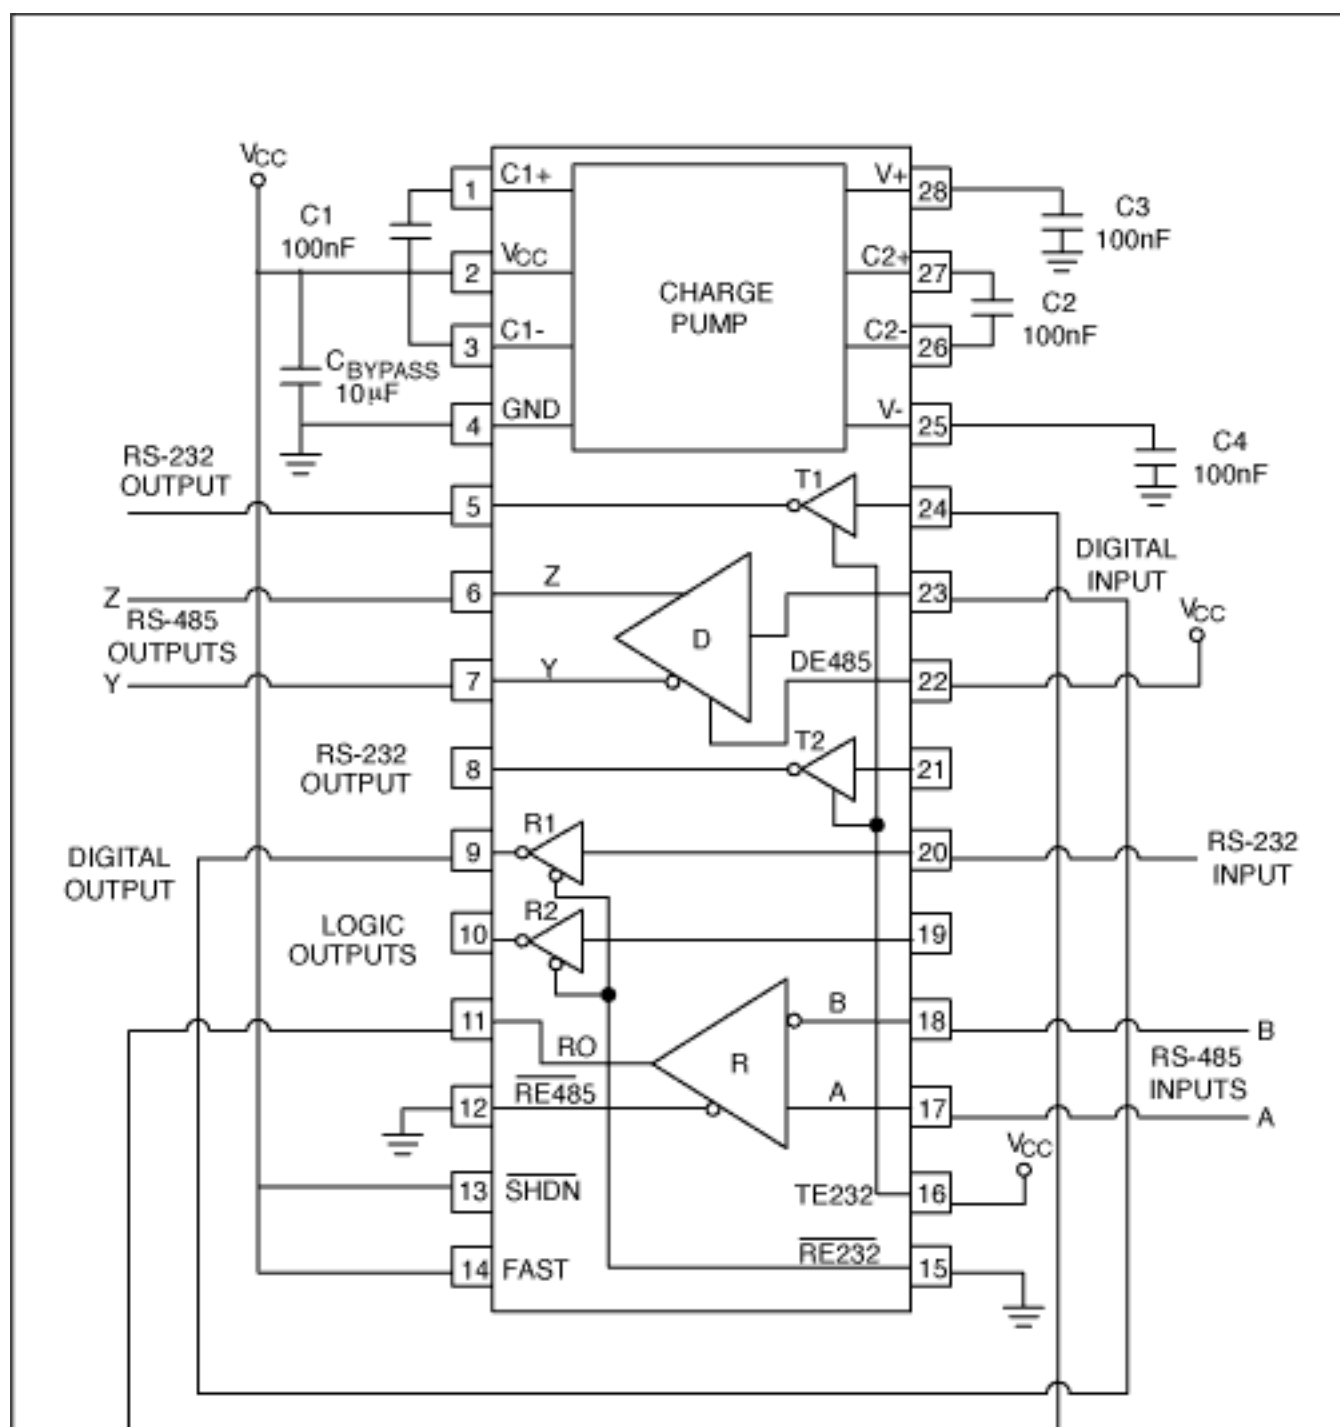 VCC
C1
100nF
CBYPASS
10µF
RS-232
OUTPUT
Z
RS-485
OUTPUTS
Y
RS-232
OUTPUT
DIGITAL
OUTPUT
LOGIC
OUTPUTS
1
2
3
4
5
6
7
8
9
10
11
12
13
14
C1+
VCC
C1-
GND
CHARGE
PUMP
V+
C2+
C2-
V-
T1
Z
D
Y
DE485
T2
R1
R2
B
RO
R
RE485
A
SHDN
TE232
RE232
FAST
28
27
26
25
24
23
22
21
20
19
18
17
16
15
C3
100nF
C2
100nF
C4
100nF
DIGITAL
INPUT
VCC
RS-232
INPUT
B
RS-485
INPUTS
A
VCC